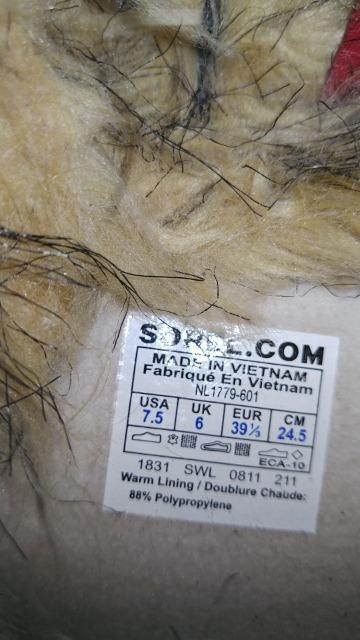 SOREL.COM
MADE IN VIETNAM
Fabriqué En Vietnam
NL1779-601
USA UK EUR CM
7.5 6 39⅓ 24.5
ECA-10
1831 SWL 0811 211
Warm Lining / Doublure Chaude:
88% Polypropylene